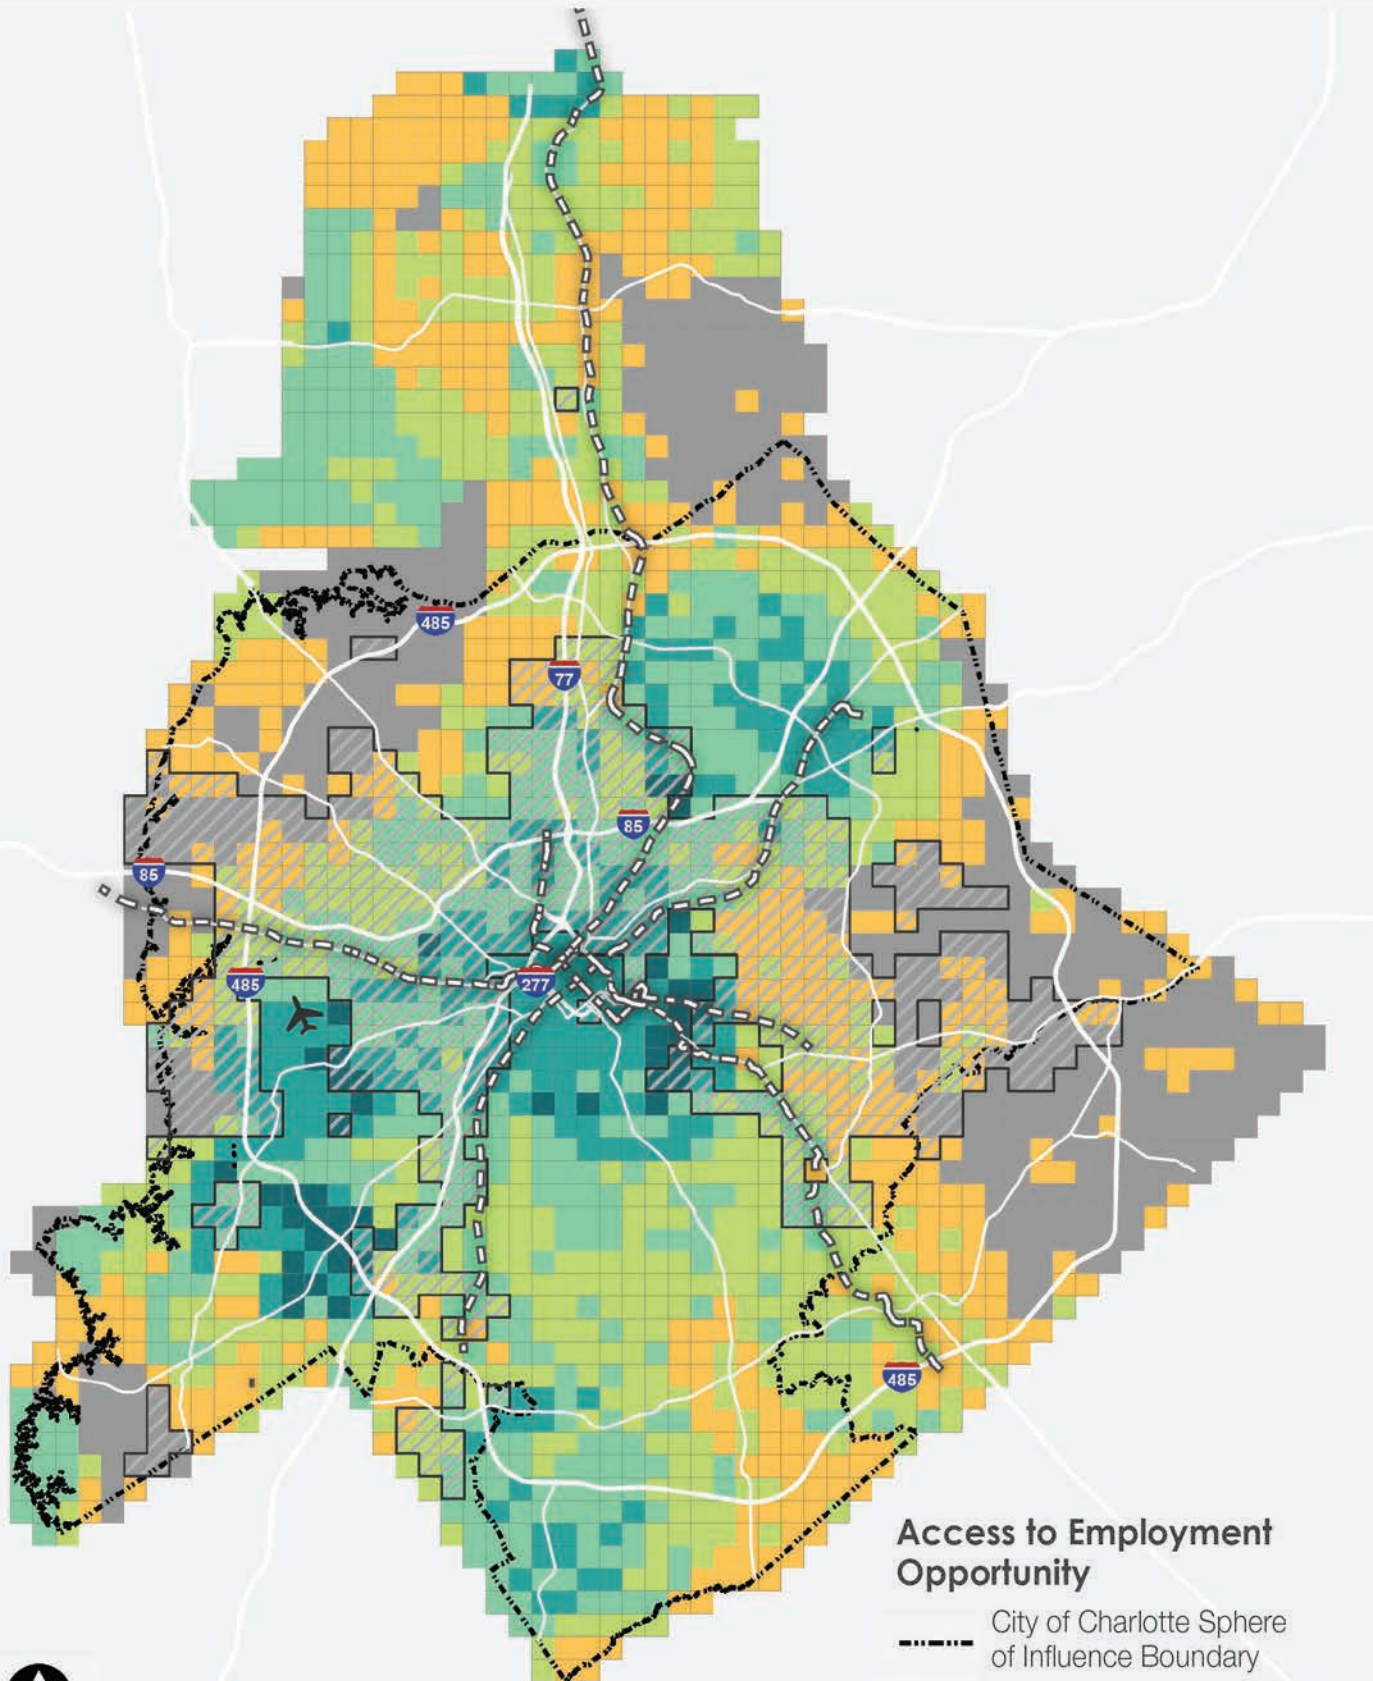 485
77
85
85
485
277
485
Access to Employment
Opportunity
City of Charlotte Sphere
of Influence Boundary